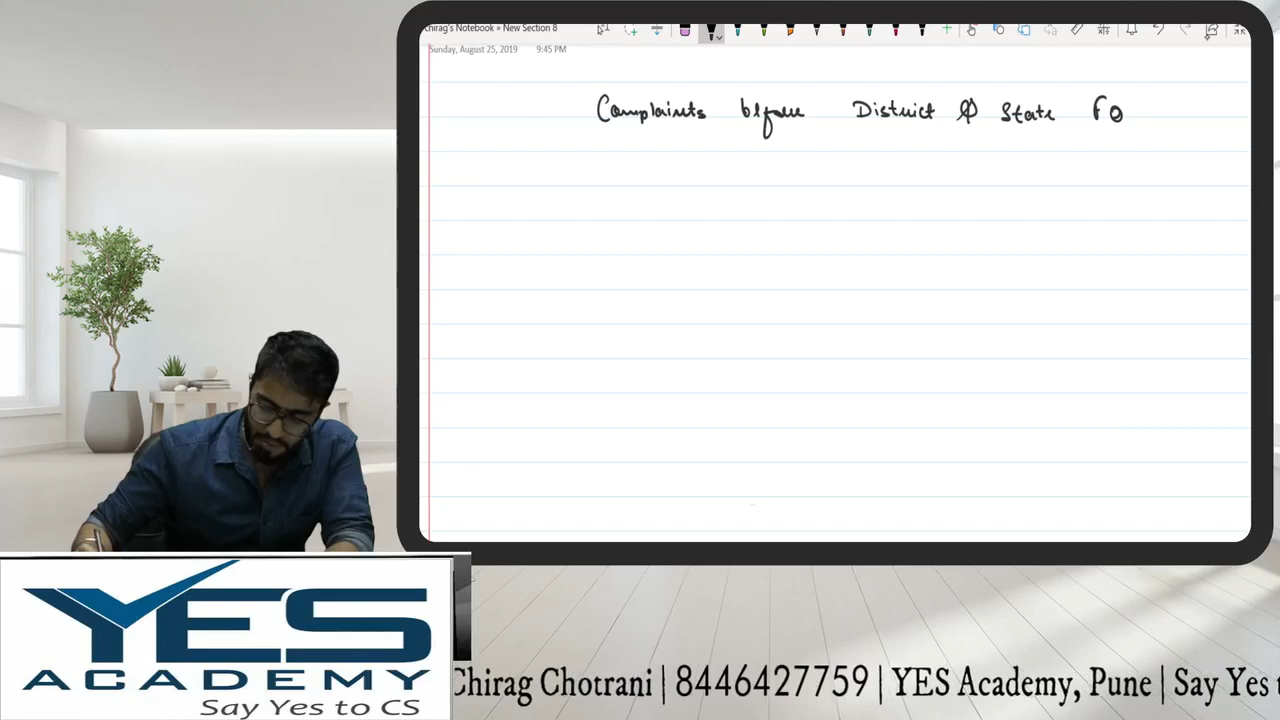 chirag's Notebook » New Section 8
Sunday, August 25, 2019 9:45 PM
Complaints before District & State Fo
YES
ACADEMY
Say Yes to CS
Chirag Chotrani | 8446427759 | YES Academy, Pune | Say Yes t